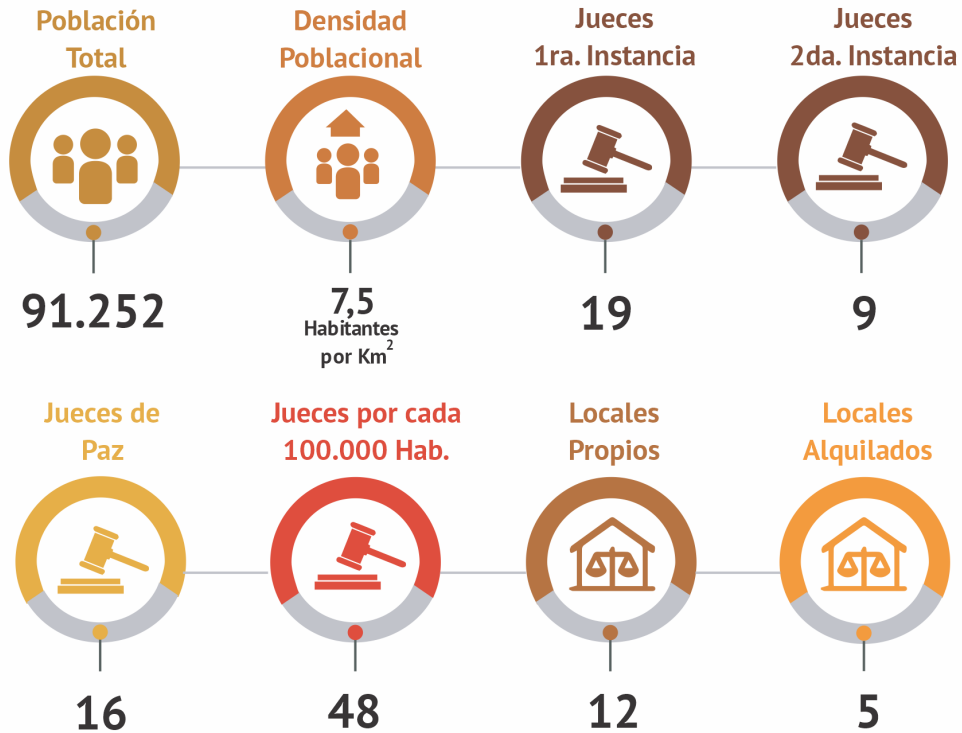 Población
Total
91.252
Densidad
Poblacional
7,5
Habitantes
por Km²
Jueces
1ra. Instancia
19
Jueces
2da. Instancia
9
Jueces de
Paz
16
Jueces por cada
100.000 Hab.
48
Locales
Propios
12
Locales
Alquilados
5